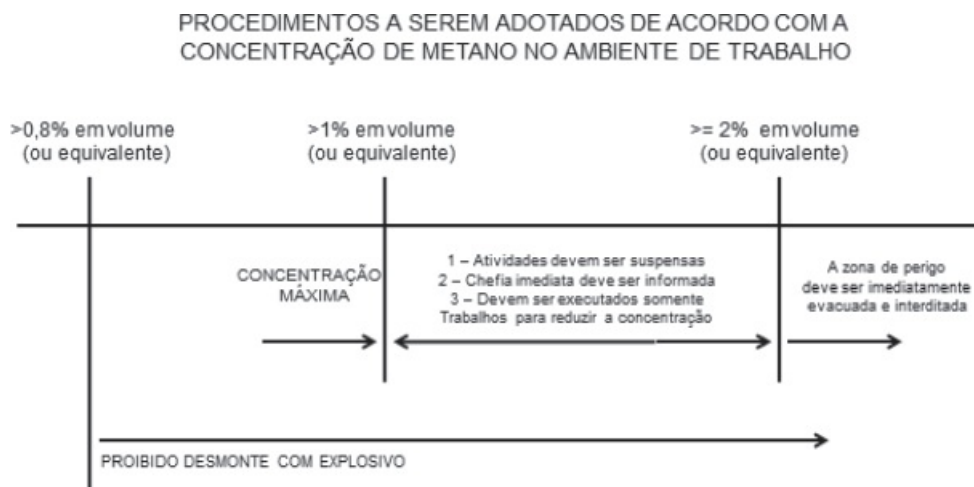 PROCEDIMENTOS A SEREM ADOTADOS DE ACORDO COM A
CONCENTRAÇÃO DE METANO NO AMBIENTE DE TRABALHO
>0,8% em volume
(ou equivalente)
>1% em volume
(ou equivalente)
>= 2% em volume
(ou equivalente)
CONCENTRAÇÃO
MÁXIMA
1 – Atividades devem ser suspensas
2 – Chefia imediata deve ser informada
3 – Devem ser executados somente
Trabalhos para reduzir a concentração
A zona de perigo
deve ser imediatamente
evacuada e interditada
PROIBIDO DESMONTE COM EXPLOSIVO